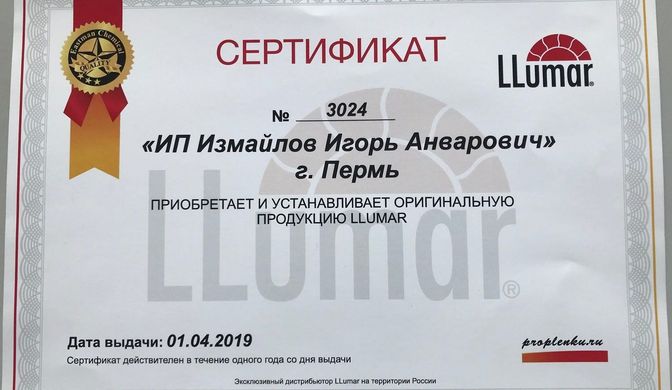 Eastman Chemical
QUALITY
СЕРТИФИКАТ
LLumar®
№ 3024
«ИП Измайлов Игорь Анварович»
г. Пермь
ПРИОБРЕТАЕТ И УСТАНАВЛИВАЕТ ОРИГИНАЛЬНУЮ
ПРОДУКЦИЮ LLUMAR
LLumar®
Дата выдачи: 01.04.2019
proplenku.ru
Сертификат действителен в течение одного года со дня выдачи
Эксклюзивный дистрибьютор LLumar на территории России